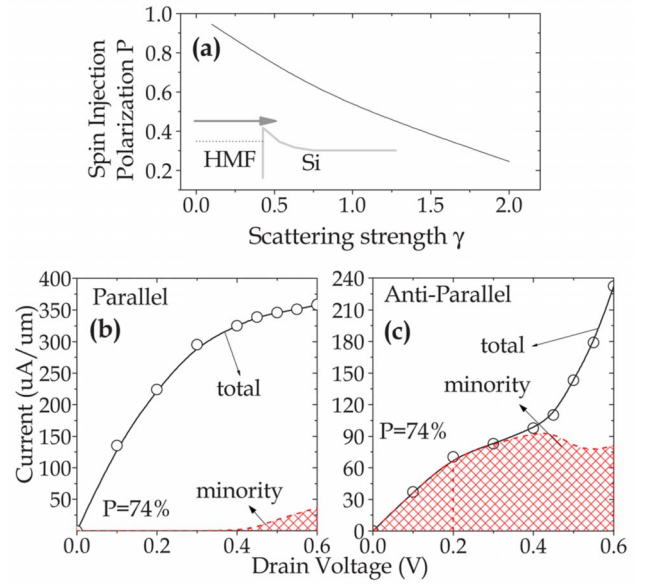 Spin Injection
Polarization P
1.0
0.8
0.6
0.4
0.2
(a)
HMF
Si
0.0 0.5 1.0 1.5 2.0
Scattering strength γ
Current (uA/um)
400
350
300
250
200
150
100
50
Parallel
(b)
total
minority
P=74%
0.0 0.2 0.4 0.6
240
210
180
150
120
90
60
30
0
Anti-Parallel
(c)
total
minority
P=74%
0.0 0.2 0.4 0.6
Drain Voltage (V)